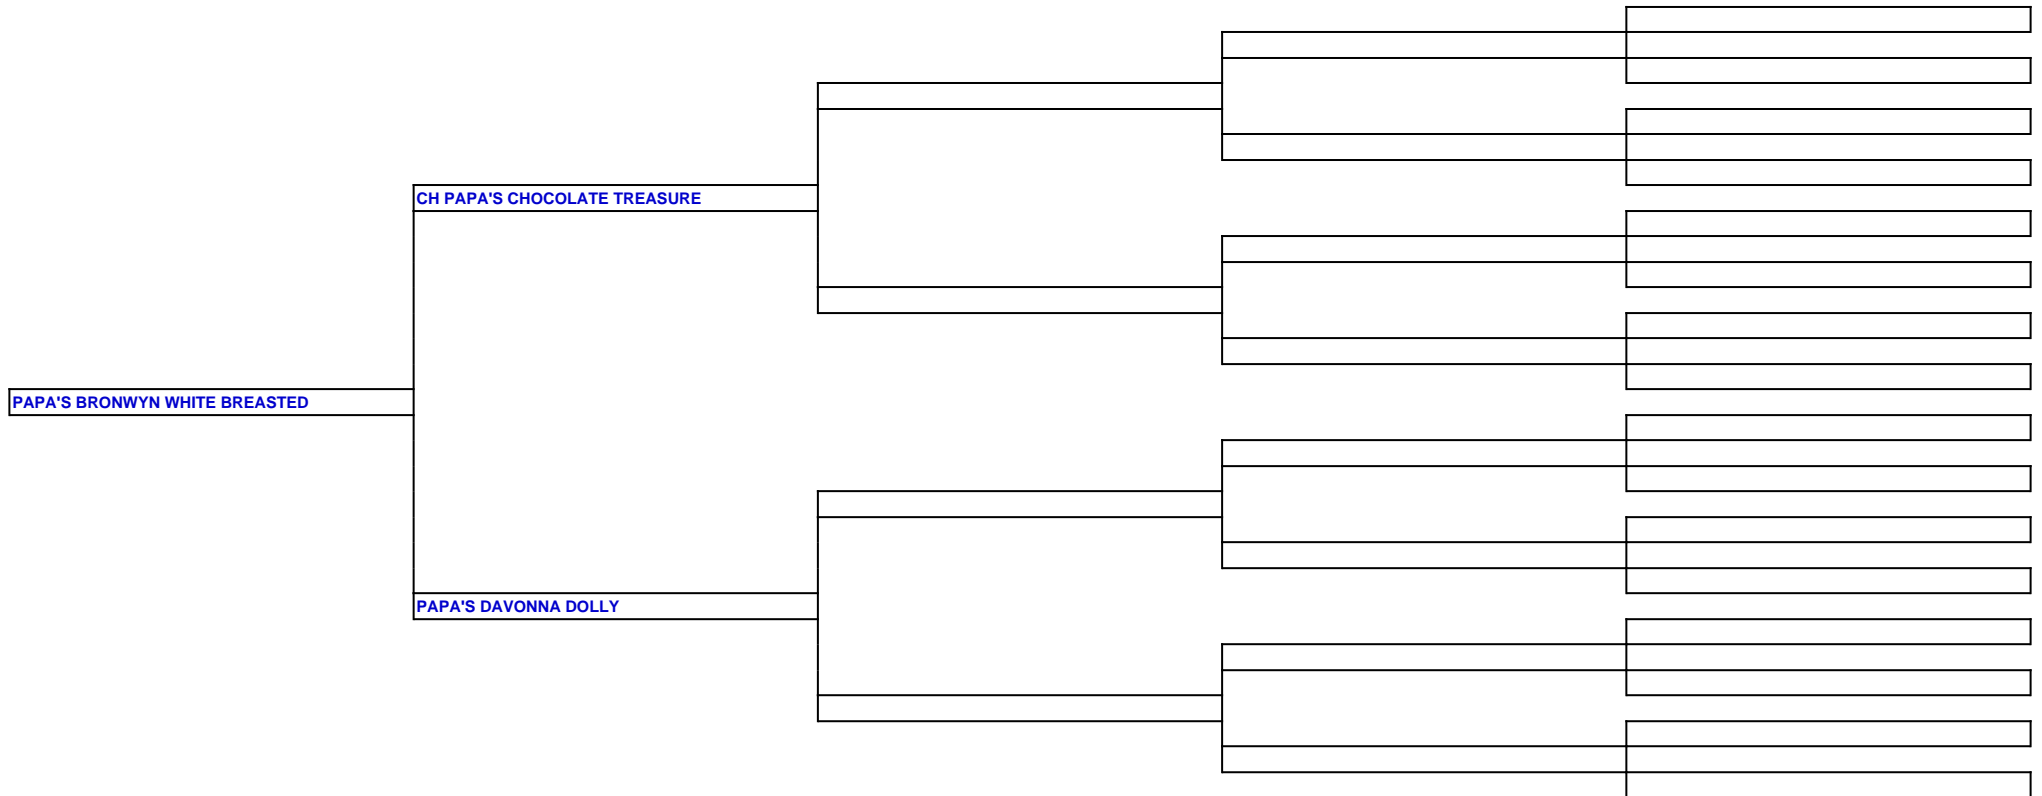 CH PAPA'S CHOCOLATE TREASURE
PAPA'S BRONWYN WHITE BREASTED
PAPA'S DAVONNA DOLLY